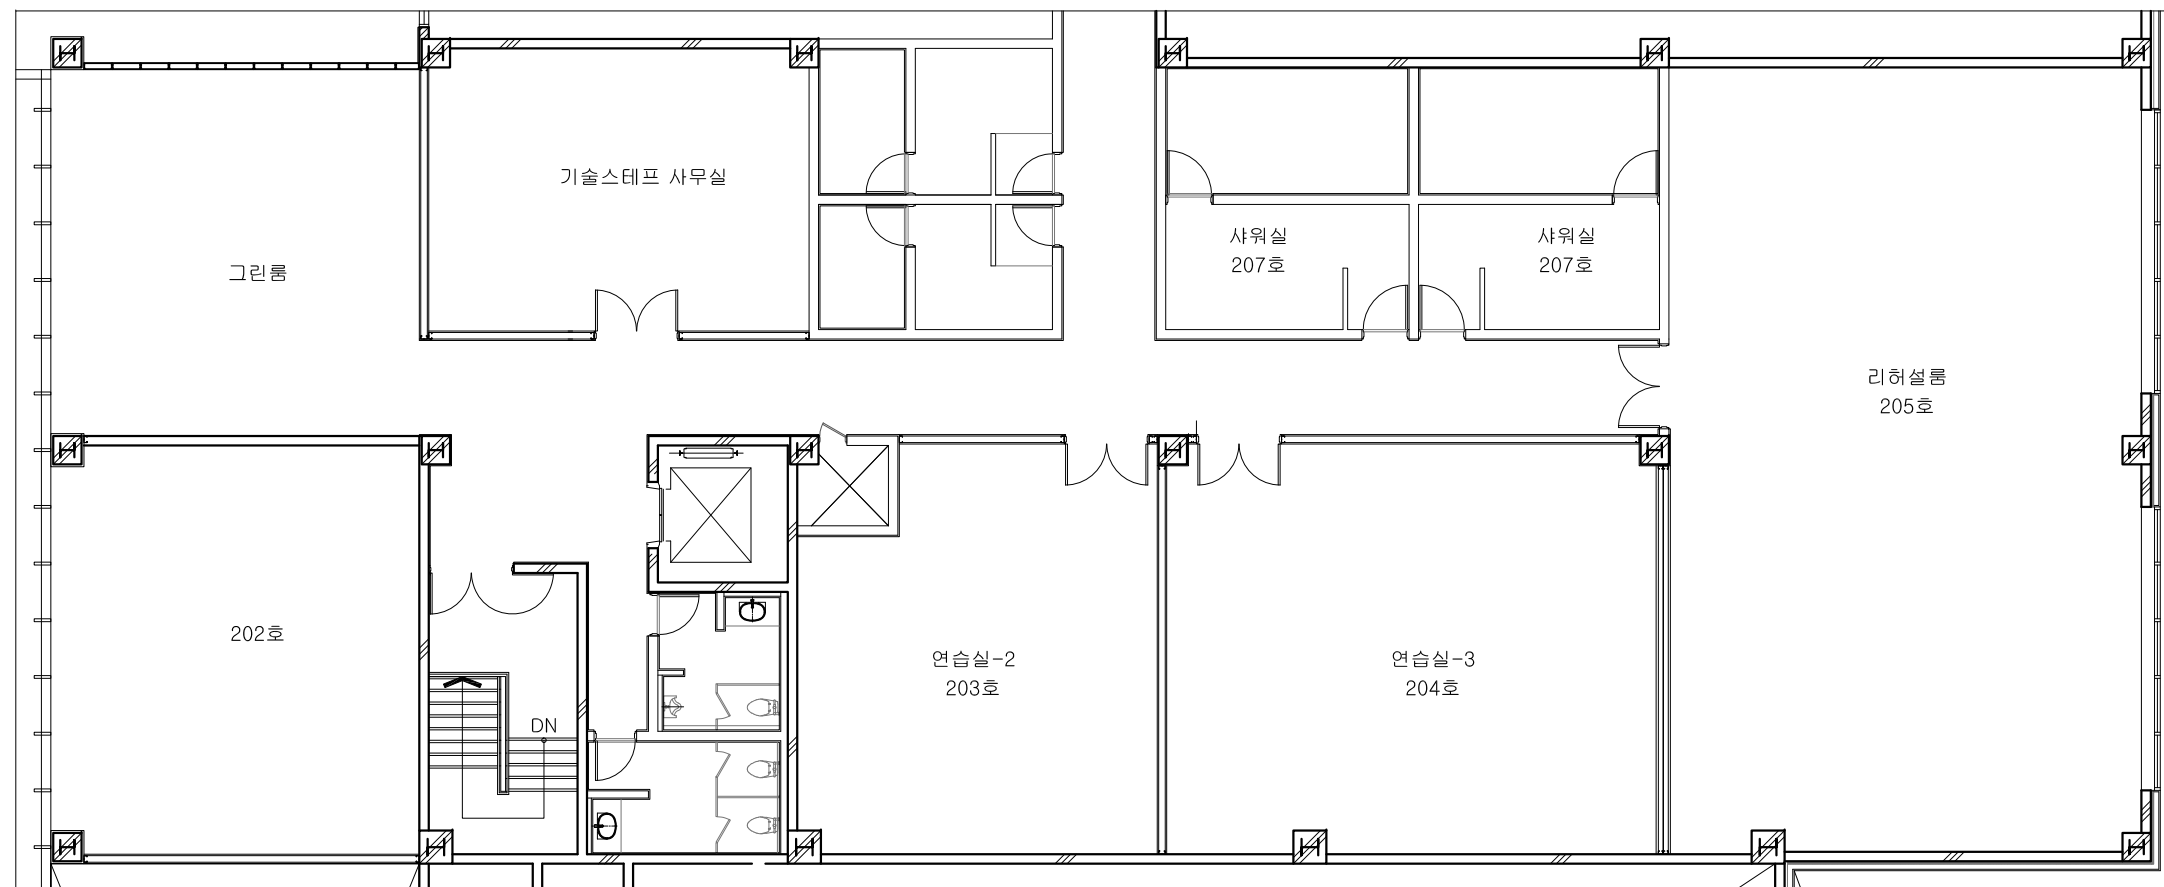 기술스테프 사무실
그린룸
샤워실
207호
샤워실
207호
리허설룸
205호
202호
연습실-2
203호
연습실-3
204호
DN